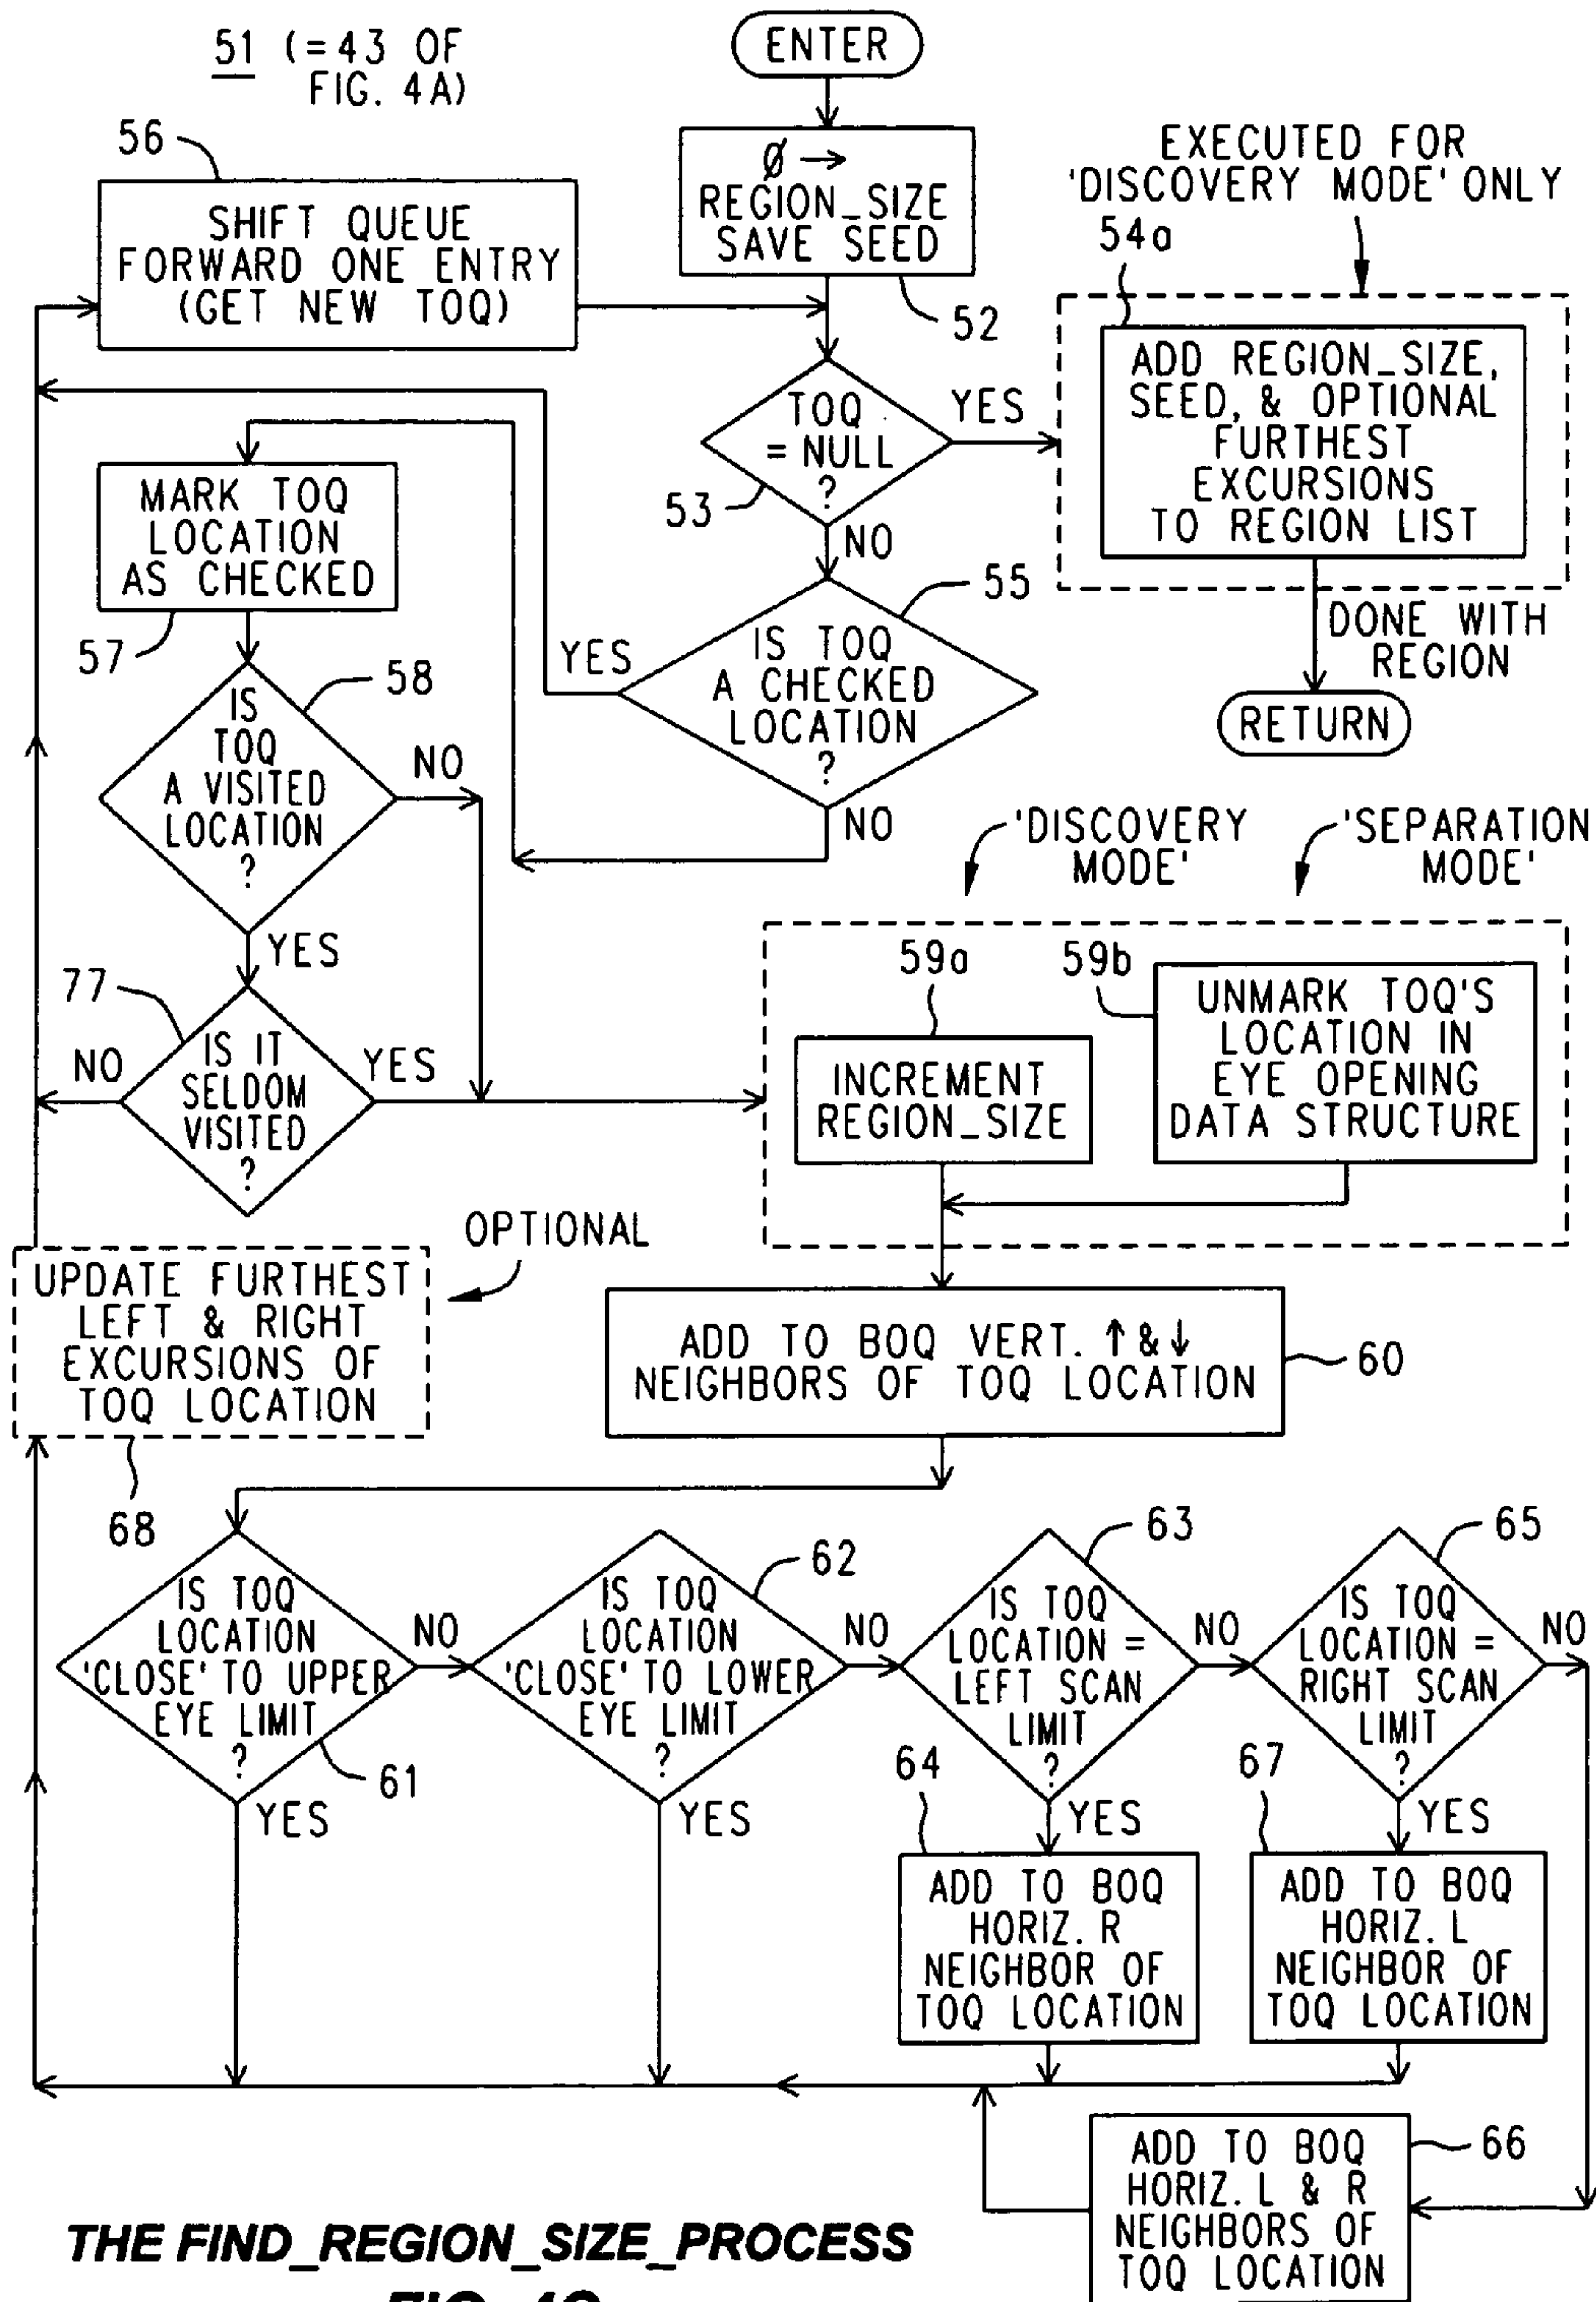 51 (=43 OF
FIG. 4A)
ENTER
56
SHIFT QUEUE
FORWARD ONE ENTRY
(GET NEW TOQ)
Ø →
REGION_SIZE
SAVE SEED
52
EXECUTED FOR
'DISCOVERY MODE' ONLY
54a
ADD REGION_SIZE,
SEED, & OPTIONAL
FURTHEST
EXCURSIONS
TO REGION LIST
TOQ
= NULL
?
YES
53
NO
MARK TOQ
LOCATION
AS CHECKED
57
55
IS TOQ
A CHECKED
LOCATION
?
YES
NO
DONE WITH
REGION
RETURN
58
IS
TOQ
A VISITED
LOCATION
?
NO
YES
77
IS IT
SELDOM
VISITED
?
NO
YES
'DISCOVERY
MODE'
'SEPARATION
MODE'
59a
INCREMENT
REGION_SIZE
59b
UNMARK TOQ'S
LOCATION IN
EYE OPENING
DATA STRUCTURE
OPTIONAL
UPDATE FURTHEST
LEFT & RIGHT
EXCURSIONS OF
TOQ LOCATION
68
ADD TO BOQ VERT. ↑&↓
NEIGHBORS OF TOQ LOCATION
60
IS TOQ
LOCATION
'CLOSE' TO UPPER
EYE LIMIT
?
61
NO
YES
62
IS TOQ
LOCATION
'CLOSE' TO LOWER
EYE LIMIT
?
NO
YES
63
IS TOQ
LOCATION =
LEFT SCAN
LIMIT
?
NO
YES
65
IS TOQ
LOCATION =
RIGHT SCAN
LIMIT
?
NO
YES
64
ADD TO BOQ
HORIZ. R
NEIGHBOR OF
TOQ LOCATION
67
ADD TO BOQ
HORIZ. L
NEIGHBOR OF
TOQ LOCATION
ADD TO BOQ
HORIZ. L & R
NEIGHBORS OF
TOQ LOCATION
66
THE FIND_REGION_SIZE_PROCESS